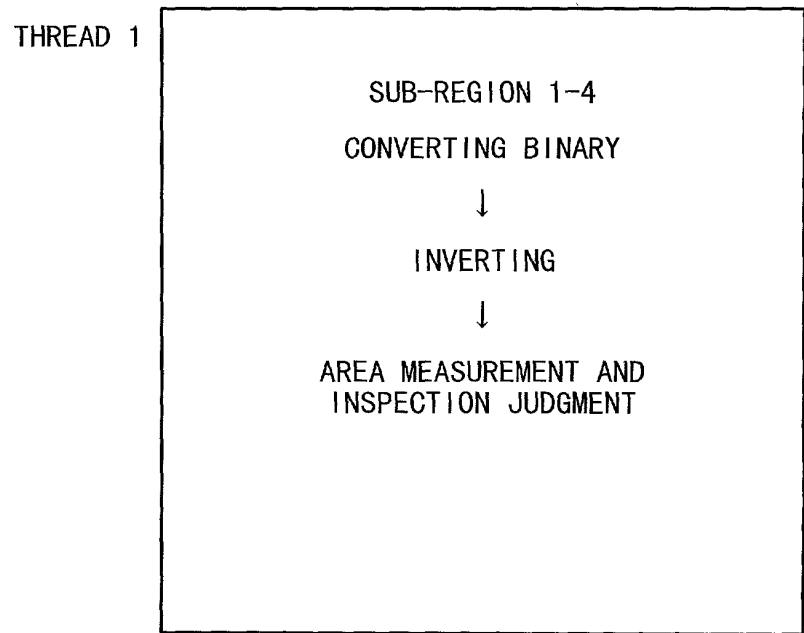 THREAD 1
SUB-REGION 1-4
CONVERTING BINARY
↓
INVERTING
↓
AREA MEASUREMENT AND
INSPECTION JUDGMENT